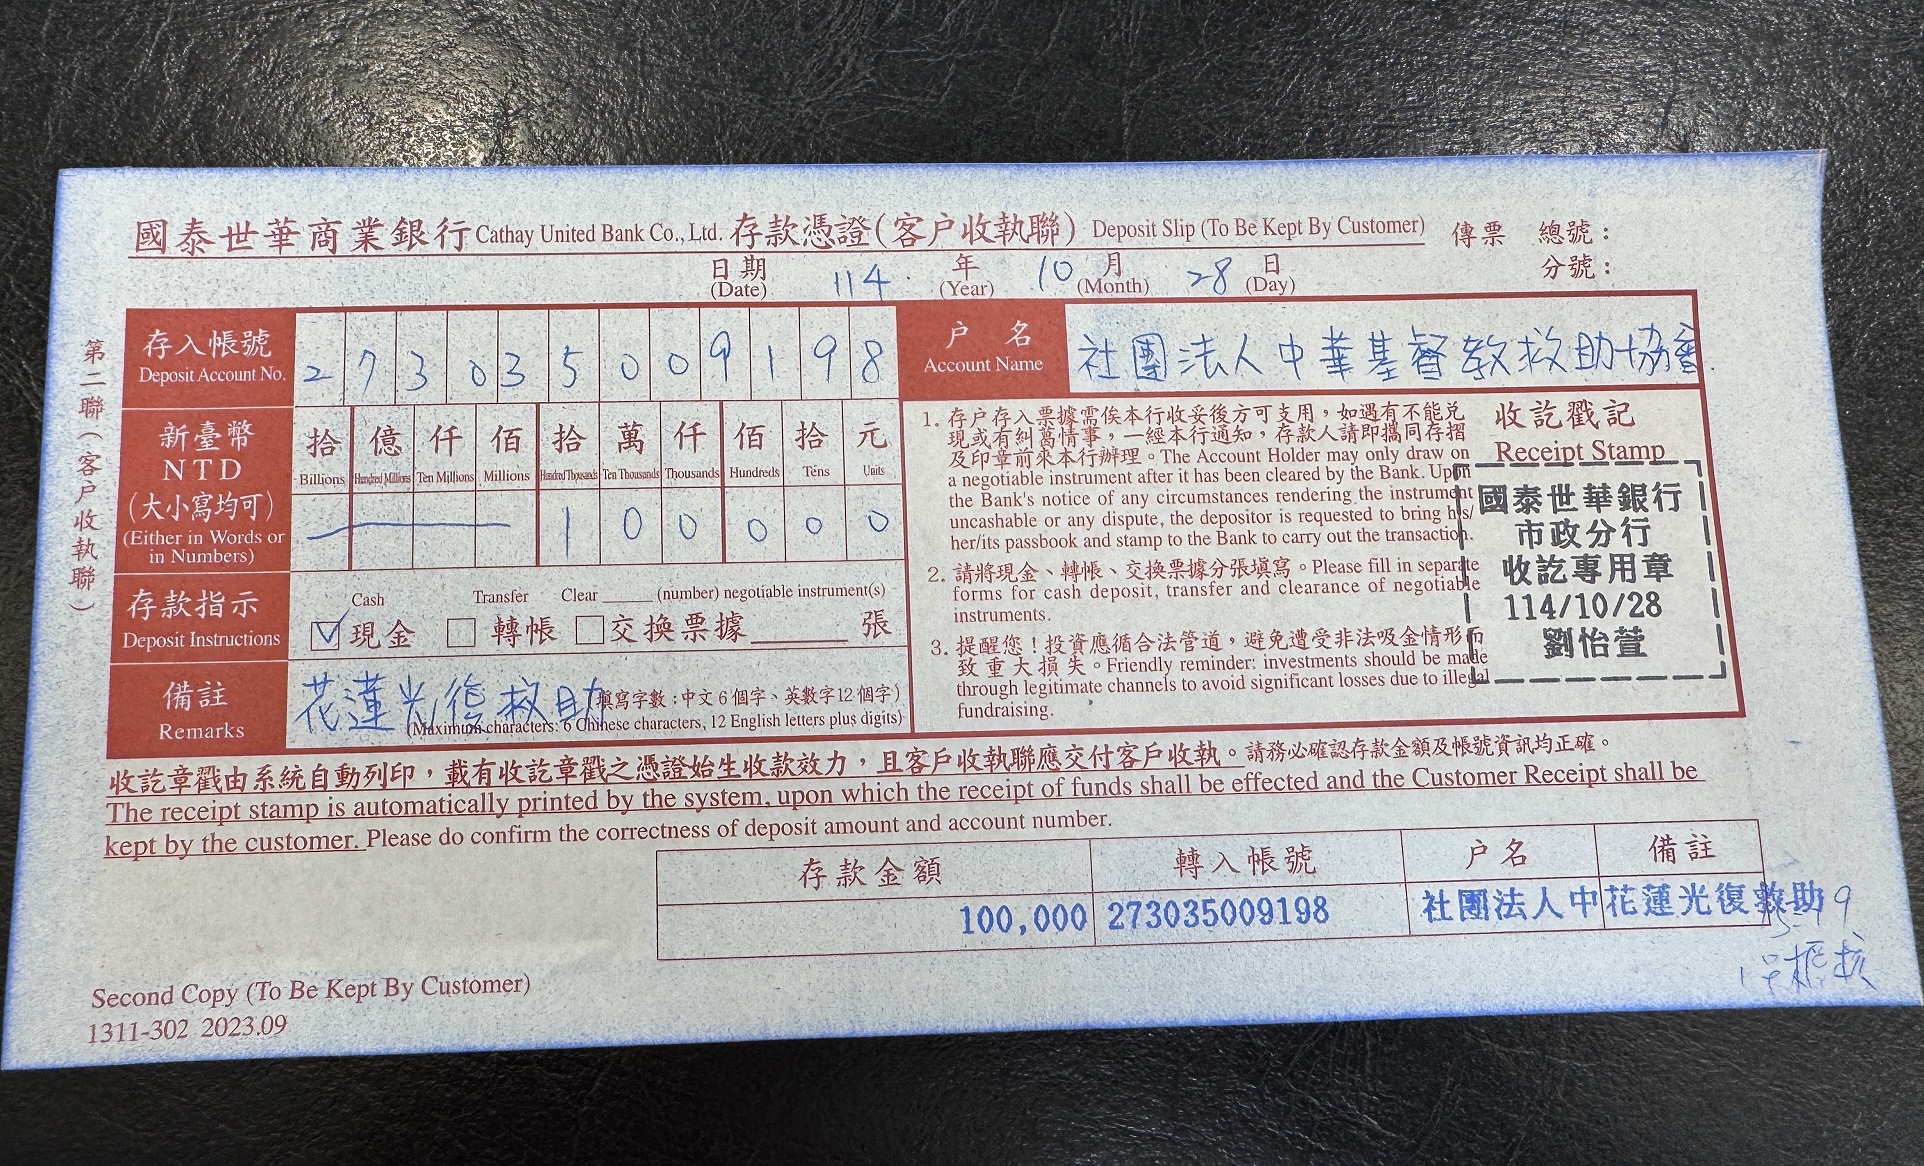 國泰世華商業銀行 Cathay United Bank Co., Ltd. 存款憑證(客户收執聯) Deposit Slip (To Be Kept By Customer) 傳票 總號：
分號：
日期 114 年 10 月 28 日
(Date) (Year) (Month) (Day)
第二聯(客户收執聯)
存入帳號
Deposit Account No.
2 7 3 0 3 5 0 0 9 1 9 8
户名
Account Name
社團法人中華基督教救助協會
新臺幣
NTD
(大小寫均可)
(Either in Words or
in Numbers)
拾 億 仟 佰 拾 萬 仟 佰 拾 元
Billions Hundred Millions Ten Millions Millions Hundred Thousands Ten Thousands Thousands Hundreds Tens Units
1 0 0 0 0 0
存款指示
Deposit Instructions
Cash Transfer Clear ______ (number) negotiable instrument(s)
現金 轉帳 交換票據______張
備註
Remarks
花蓮光復救助
填寫字數：中文6個字、英數字12個字)
(Maximum characters: 6 Chinese characters, 12 English letters plus digits)
1. 存户存入票據需俟本行收妥後方可支用，如遇有不能兌
現或有糾葛情事，一經本行通知，存款人請即攜同存摺
及印章前來本行辦理。The Account Holder may only draw on
a negotiable instrument after it has been cleared by the Bank. Upon
the Bank's notice of any circumstances rendering the instrument
uncashable or any dispute, the depositor is requested to bring his/
her/its passbook and stamp to the Bank to carry out the transaction.
2. 請將現金、轉帳、交換票據分張填寫。Please fill in separate
forms for cash deposit, transfer and clearance of negotiable
instruments.
3. 提醒您！投資應循合法管道，避免遭受非法吸金情形而
致重大損失。Friendly reminder: investments should be made
through legitimate channels to avoid significant losses due to illegal
fundraising.
收訖戳記
Receipt Stamp
國泰世華銀行
市政分行
收訖專用章
114/10/28
劉怡萱
收訖章戳由系統自動列印，載有收訖章戳之憑證始生收款效力，且客戶收執聯應交付客戶收執。請務必確認存款金額及帳號資訊均正確。
The receipt stamp is automatically printed by the system, upon which the receipt of funds shall be effected and the Customer Receipt shall be
kept by the customer. Please do confirm the correctness of deposit amount and account number.
存款金額 轉入帳號 户名 備註
100,000 273035009198 社團法人中 花蓮光復救助
Second Copy (To Be Kept By Customer)
1311-302 2023.09